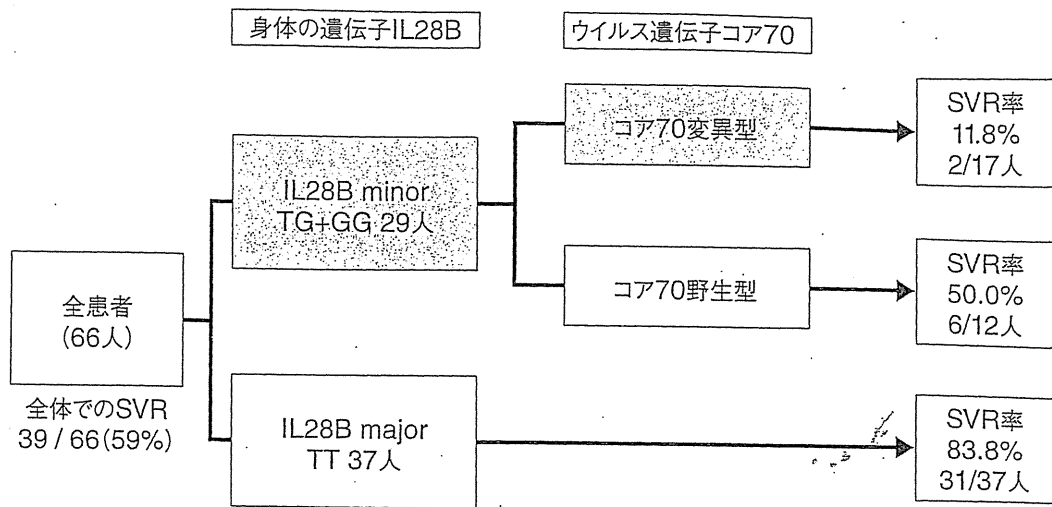 身体の遺伝子IL28B
ウイルス遺伝子コア70
コア70変異型
SVR率
11.8%
2/17人
IL28B minor
TG+GG 29人
コア70野生型
SVR率
50.0%
6/12人
全患者
(66人)
全体でのSVR
39 / 66(59%)
IL28B major
TT 37人
SVR率
83.8%
31/37人